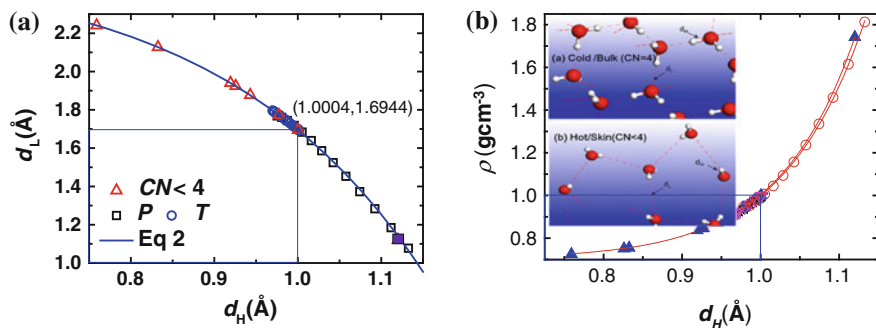 (a)
2.2
2.0
1.8
1.6
1.4
1.2
1.0
d_L(Å)
(1.0004,1.6944)
CN< 4
P T
Eq 2
0.8 0.9 1.0 1.1
d_H(Å)
(b)
1.8
1.6
1.4
1.2
1.0
0.8
ρ (gcm-3)
(a) Cold /Bulk (CN=4)
(b) Hot/Skin(CN<4)
0.8 0.9 1.0 1.1
d_H(Å)